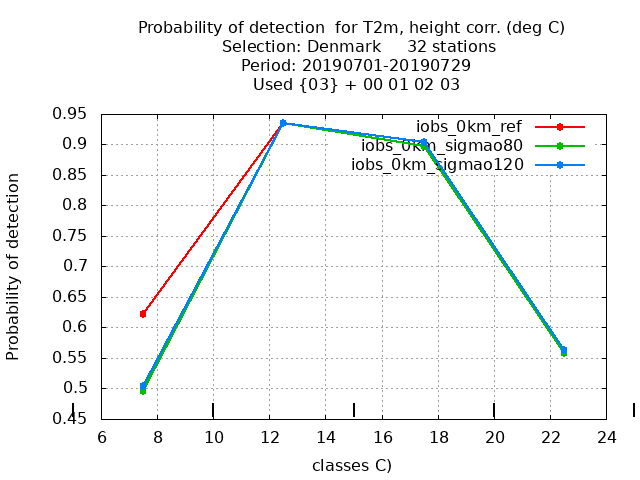 Probability of detection  for T2m, height corr. (deg C)
Selection: Denmark     32 stations
Period: 20190701-20190729
Used {03} + 00 01 02 03
0.95
0.9
0.85
0.8
0.75
0.7
0.65
0.6
0.55
0.5
0.45
Probability of detection
iobs_0km_ref
iobs_0km_sigmao80
iobs_0km_sigmao120
6 8 10 12 14 16 18 20 22 24
classes C)